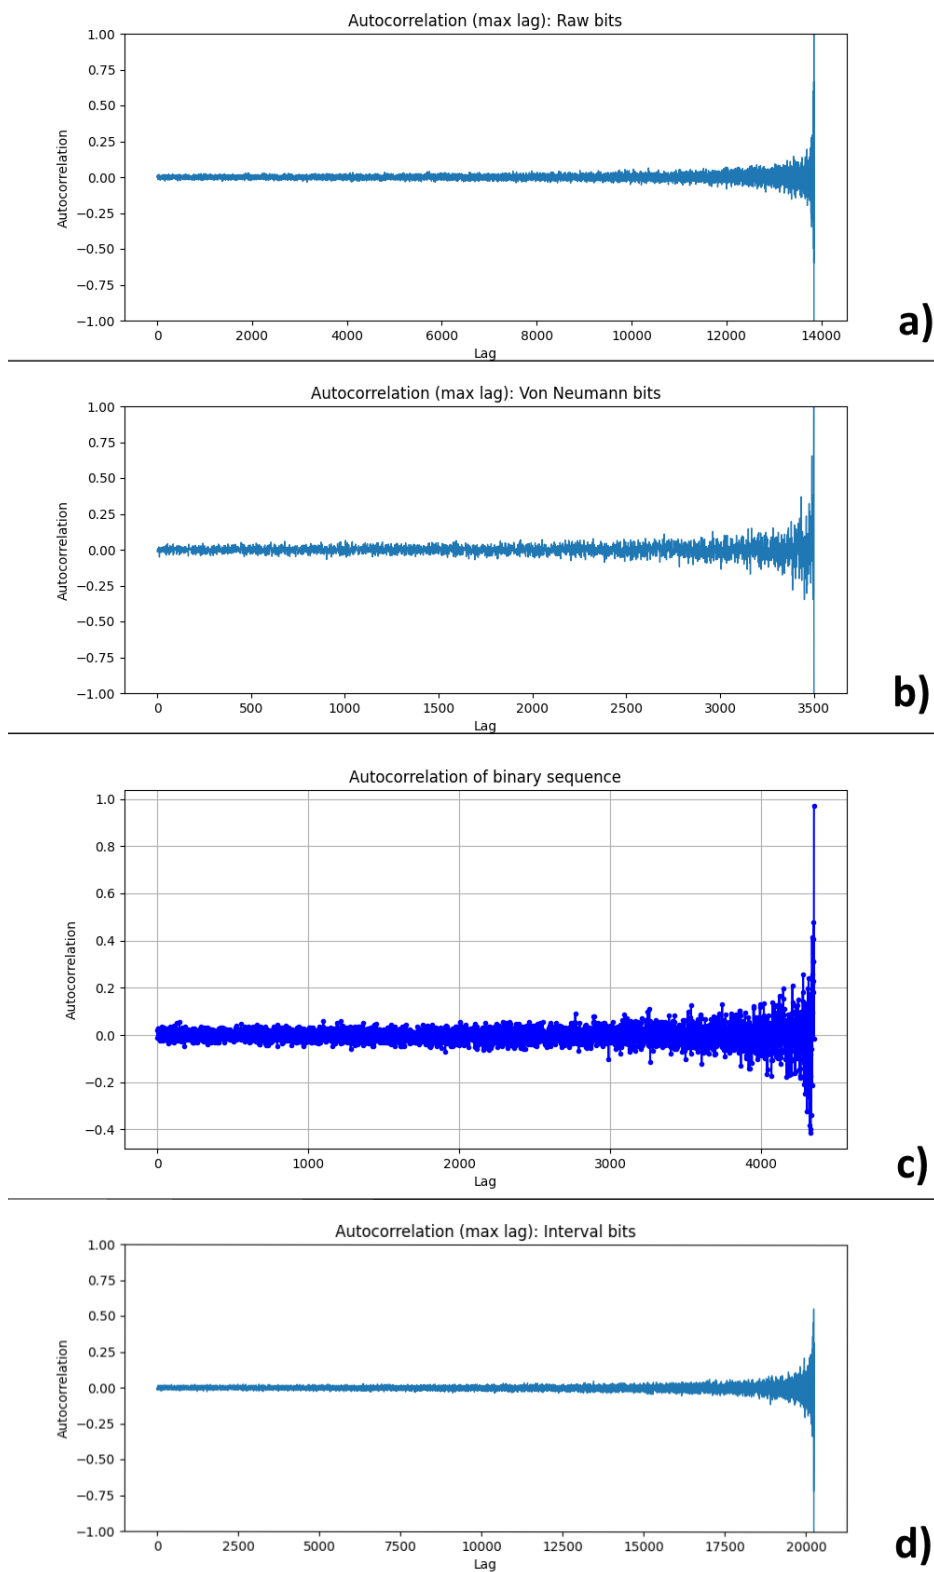 Autocorrelation (max lag): Raw bits
1.00
0.75
0.50
0.25
0.00
−0.25
−0.50
−0.75
−1.00
Autocorrelation
0 2000 4000 6000 8000 10000 12000 14000
Lag
a)
Autocorrelation (max lag): Von Neumann bits
1.00
0.75
0.50
0.25
0.00
−0.25
−0.50
−0.75
−1.00
Autocorrelation
0 500 1000 1500 2000 2500 3000 3500
Lag
b)
Autocorrelation of binary sequence
1.0
0.8
0.6
0.4
0.2
0.0
−0.2
−0.4
Autocorrelation
0 1000 2000 3000 4000
Lag
c)
Autocorrelation (max lag): Interval bits
1.00
0.75
0.50
0.25
0.00
−0.25
−0.50
−0.75
−1.00
Autocorrelation
0 2500 5000 7500 10000 12500 15000 17500 20000
Lag
d)